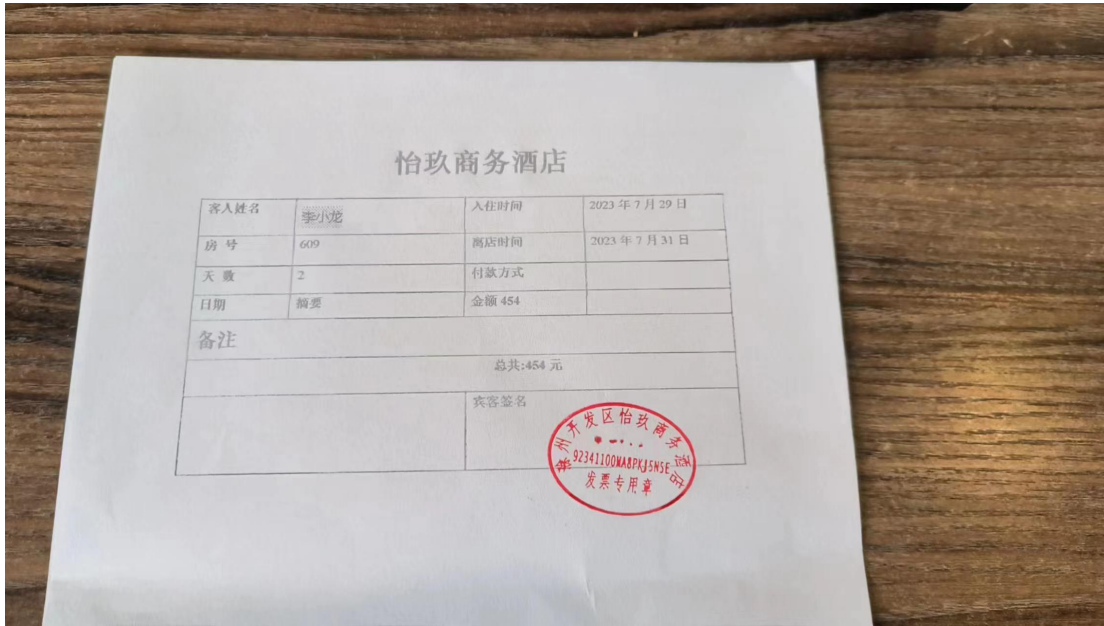 怡玖商务酒店
客人姓名 李小龙 入住时间 2023 年 7 月 29 日
房 号 609 离店时间 2023 年 7 月 31 日
天 数 2 付款方式
日期 摘要 金额 454
备注
总共:454 元
宾客签名
州开发区怡玖商务酒店
92341100MA8PKJ5N5E
发票专用章